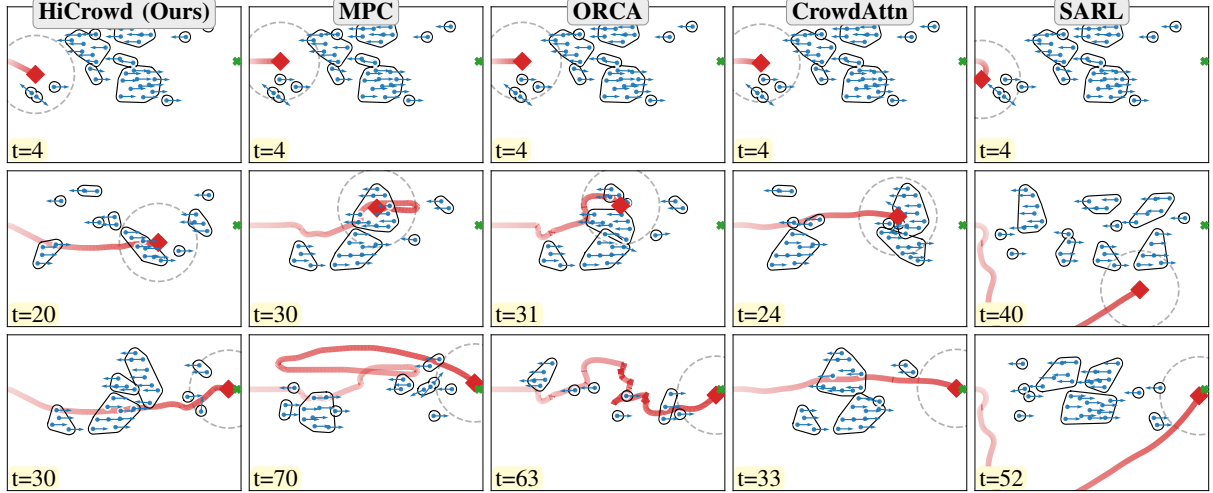 HiCrowd (Ours) MPC ORCA CrowdAttn SARL
t=4 t=4 t=4 t=4 t=4
t=20 t=30 t=31 t=24 t=40
t=30 t=70 t=63 t=33 t=52